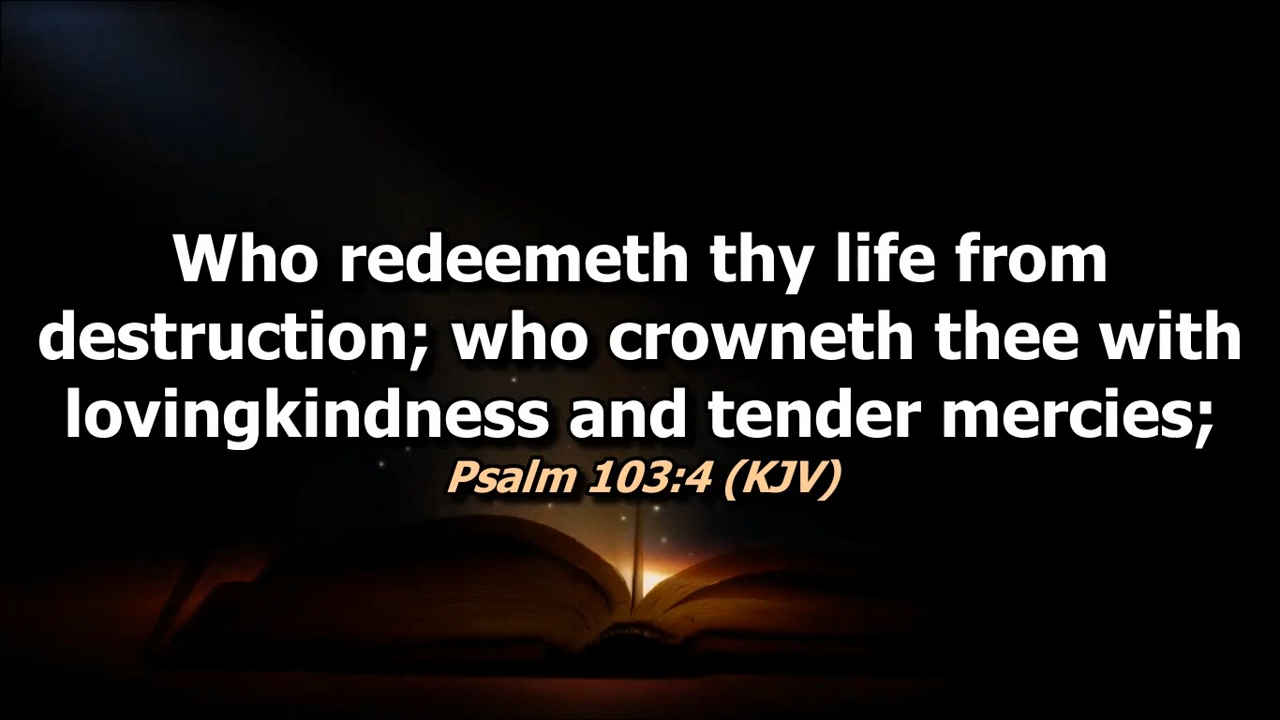 Who redeemeth thy life from
destruction; who crowneth thee with
lovingkindness and tender mercies;
Psalm 103:4 (KJV)